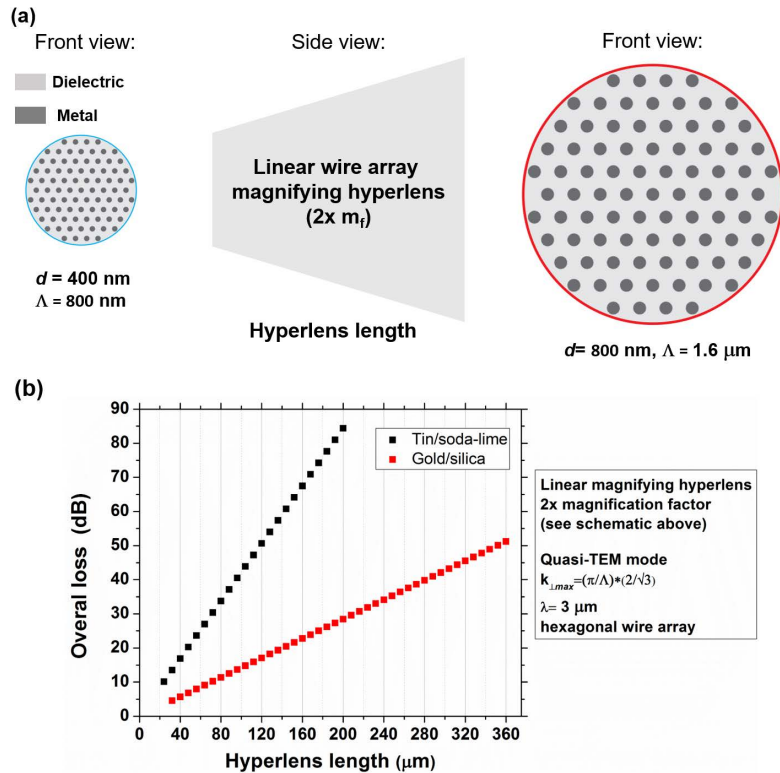 (a)
Front view:
Side view:
Front view:
Dielectric
Metal
Linear wire array
magnifying hyperlens
(2x mf)
d = 400 nm
Λ = 800 nm
Hyperlens length
d= 800 nm, Λ = 1.6 μm
(b)
90
80
70
60
50
40
30
20
10
0
Overal loss (dB)
Tin/soda-lime
Gold/silica
0
40
80
120
160
200
240
280
320
360
Hyperlens length (μm)
Linear magnifying hyperlens
2x magnification factor
(see schematic above)
Quasi-TEM mode
k⊥max=(π/Λ)*(2/√3)
λ= 3 μm
hexagonal wire array